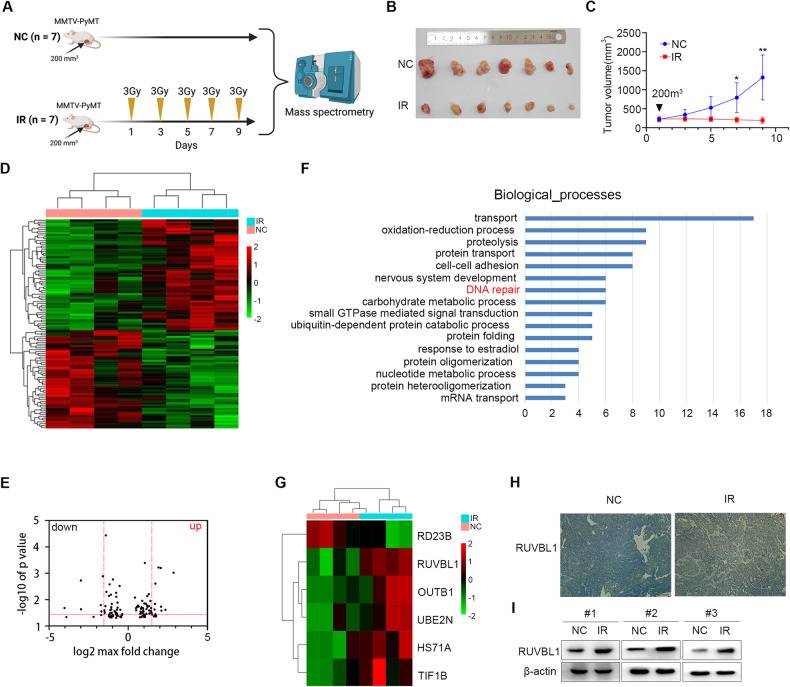 A
MMTV-PyMT
NC (n = 7)
200 mm³
3Gy 3Gy 3Gy 3Gy 3Gy
MMTV-PyMT
IR (n = 7)
200 mm³
1 3 5 7 9
Days
Mass spectrometry
B
NC
IR
C
Tumor volume(mm³)
2500
2000
1500
1000
500
0
NC
IR
200m³
*
**
0 5 10
D
IR
NC
2
1
0
-1
-2
F
Biological_processes
transport
oxidation-reduction process
proteolysis
protein transport
cell-cell adhesion
nervous system development
DNA repair
carbohydrate metabolic process
small GTPase mediated signal transduction
ubiquitin-dependent protein catabolic process
protein folding
response to estradiol
protein oligomerization
nucleotide metabolic process
protein heterooligomerization
mRNA transport
0 2 4 6 8 10 12 14 16 18
E
down
up
-log10 of p value
5
4
3
2
1
-5 0 5
log2 max fold change
G
IR
NC
2
1
0
-1
-2
RD23B
RUVBL1
OUTB1
UBE2N
HS71A
TIF1B
H
NC IR
RUVBL1
I
#1 #2 #3
NC IR NC IR NC IR
RUVBL1
β-actin